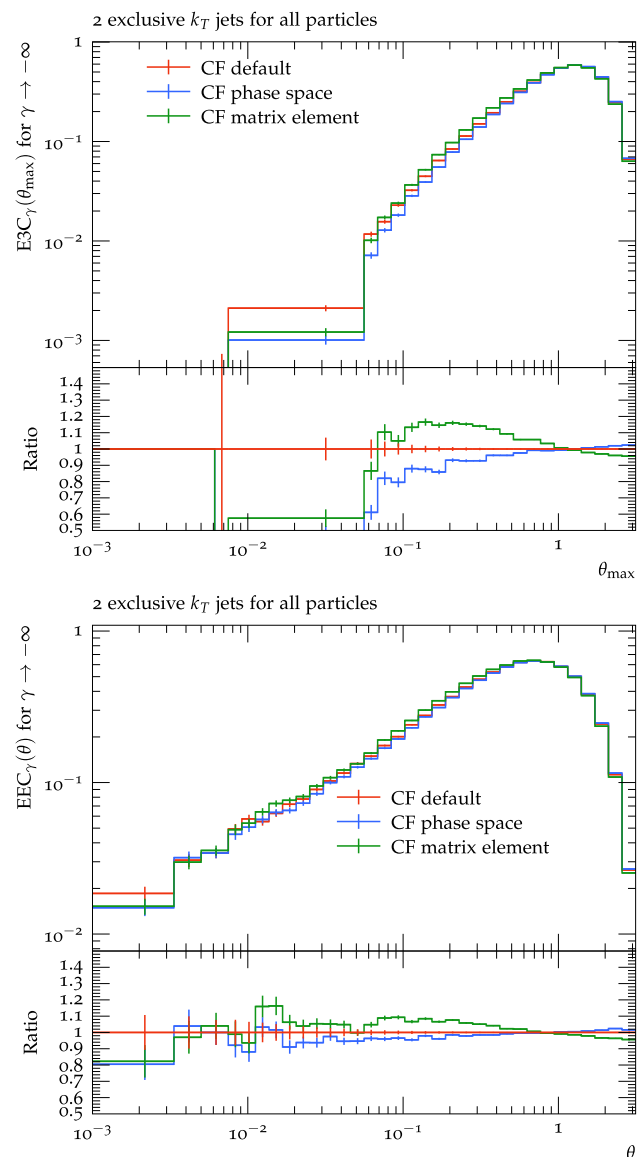 2 exclusive k_T jets for all particles
E3C_γ(θ_max) for γ → −∞
CF default
CF phase space
CF matrix element
1
10⁻¹
10⁻²
10⁻³
Ratio
1.4
1.3
1.2
1.1
1
0.9
0.8
0.7
0.6
0.5
10⁻³ 10⁻² 10⁻¹ 1
θ_max
2 exclusive k_T jets for all particles
EEC_γ(θ) for γ → −∞
1
10⁻¹
CF default
CF phase space
CF matrix element
10⁻²
Ratio
1.4
1.3
1.2
1.1
1
0.9
0.8
0.7
0.6
0.5
10⁻³ 10⁻² 10⁻¹ 1
θ